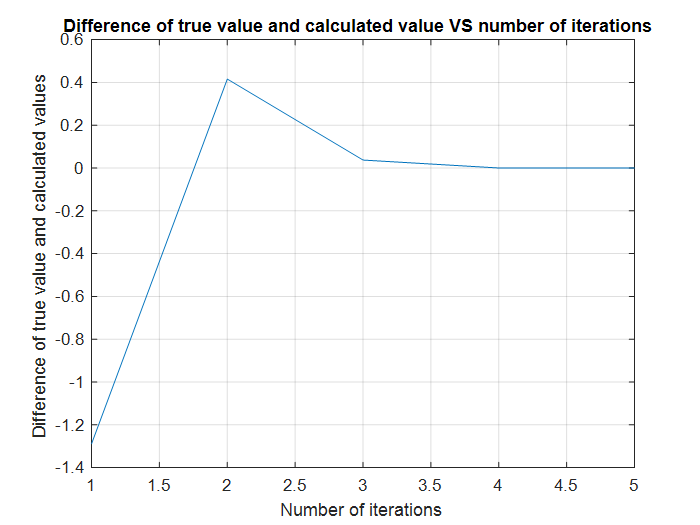 Difference of true value and calculated value VS number of iterations
Difference of true value and calculated values
0.6
0.4
0.2
0
-0.2
-0.4
-0.6
-0.8
-1
-1.2
-1.4
1 1.5 2 2.5 3 3.5 4 4.5 5
Number of iterations